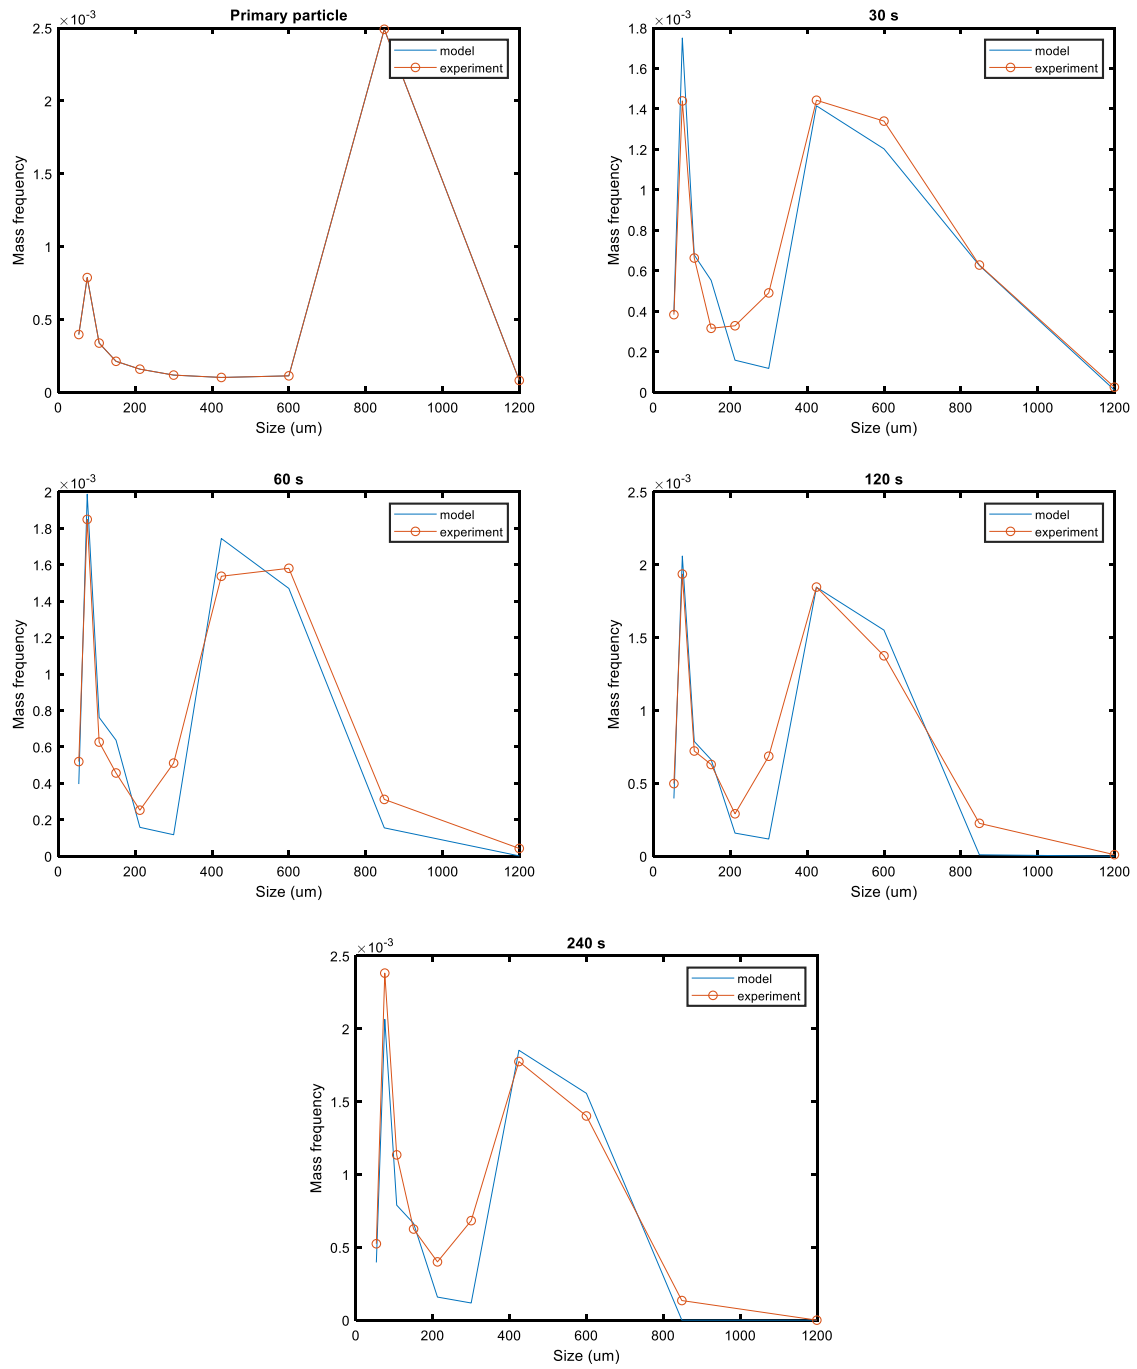 Primary particle
×10-3
2.5
2
1.5
1
0.5
0
0 200 400 600 800 1000 1200
Mass frequency
Size (um)
model
experiment
30 s
×10-3
1.8
1.6
1.4
1.2
1
0.8
0.6
0.4
0.2
0
0 200 400 600 800 1000 1200
Mass frequency
Size (um)
model
experiment
60 s
×10-3
2
1.8
1.6
1.4
1.2
1
0.8
0.6
0.4
0.2
0
0 200 400 600 800 1000 1200
Mass frequency
Size (um)
model
experiment
120 s
×10-3
2.5
2
1.5
1
0.5
0
0 200 400 600 800 1000 1200
Mass frequency
Size (um)
model
experiment
240 s
×10-3
2.5
2
1.5
1
0.5
0
0 200 400 600 800 1000 1200
Mass frequency
Size (um)
model
experiment